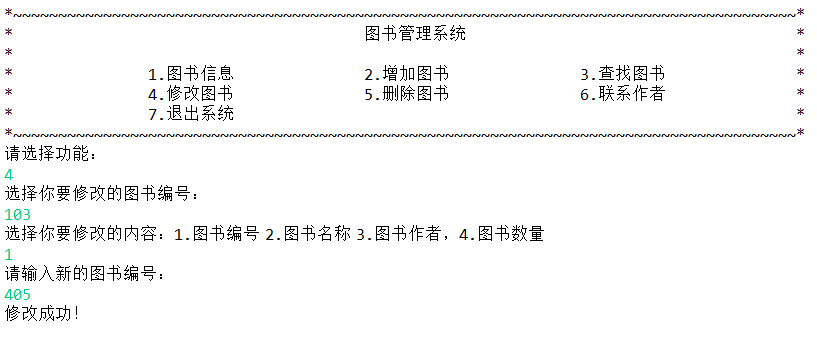 *~~~~~~~~~~~~~~~~~~~~~~~~~~~~~~~~~~~~~~~~~~~~~~~~~~~~~~~~~~~~~~~~~~~~~~~~~~~~~~~~~~~~~~~*
* 图书管理系统 *
* *
* 1.图书信息 2.增加图书 3.查找图书 *
* 4.修改图书 5.删除图书 6.联系作者 *
* 7.退出系统 *
*~~~~~~~~~~~~~~~~~~~~~~~~~~~~~~~~~~~~~~~~~~~~~~~~~~~~~~~~~~~~~~~~~~~~~~~~~~~~~~~~~~~~~~~*
请选择功能：
4
选择你要修改的图书编号：
103
选择你要修改的内容：1.图书编号 2.图书名称 3.图书作者，4.图书数量
1
请输入新的图书编号：
405
修改成功!